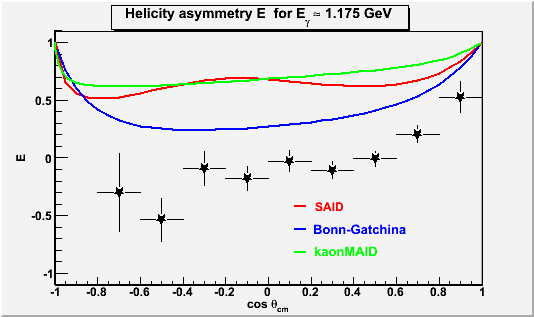 Helicity asymmetry E for Eγ ≃ 1.175 GeV
1
0.5
0
-0.5
-1
E
SAID
Bonn-Gatchina
kaonMAID
-1 -0.8 -0.6 -0.4 -0.2 0 0.2 0.4 0.6 0.8 1
cos θcm